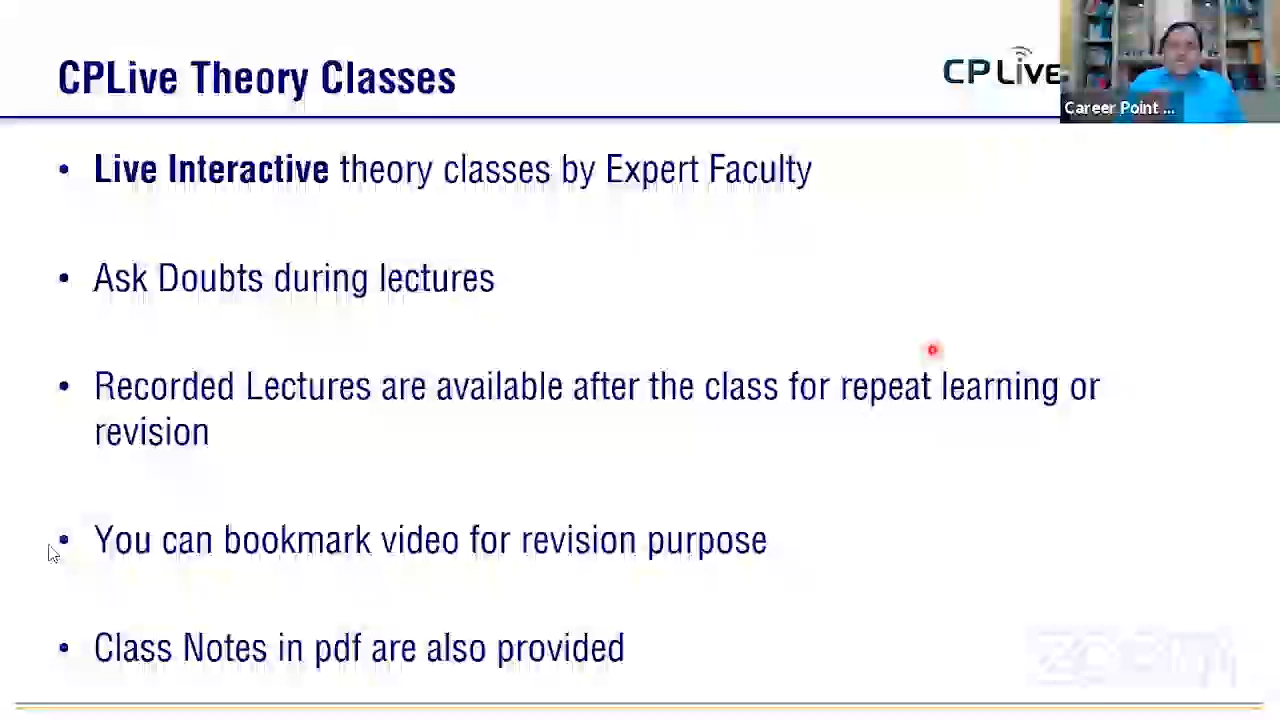 CPLive Theory Classes
CP LIVE
Career Point ...
• Live Interactive theory classes by Expert Faculty
• Ask Doubts during lectures
• Recorded Lectures are available after the class for repeat learning or
revision
• You can bookmark video for revision purpose
• Class Notes in pdf are also provided
zoom